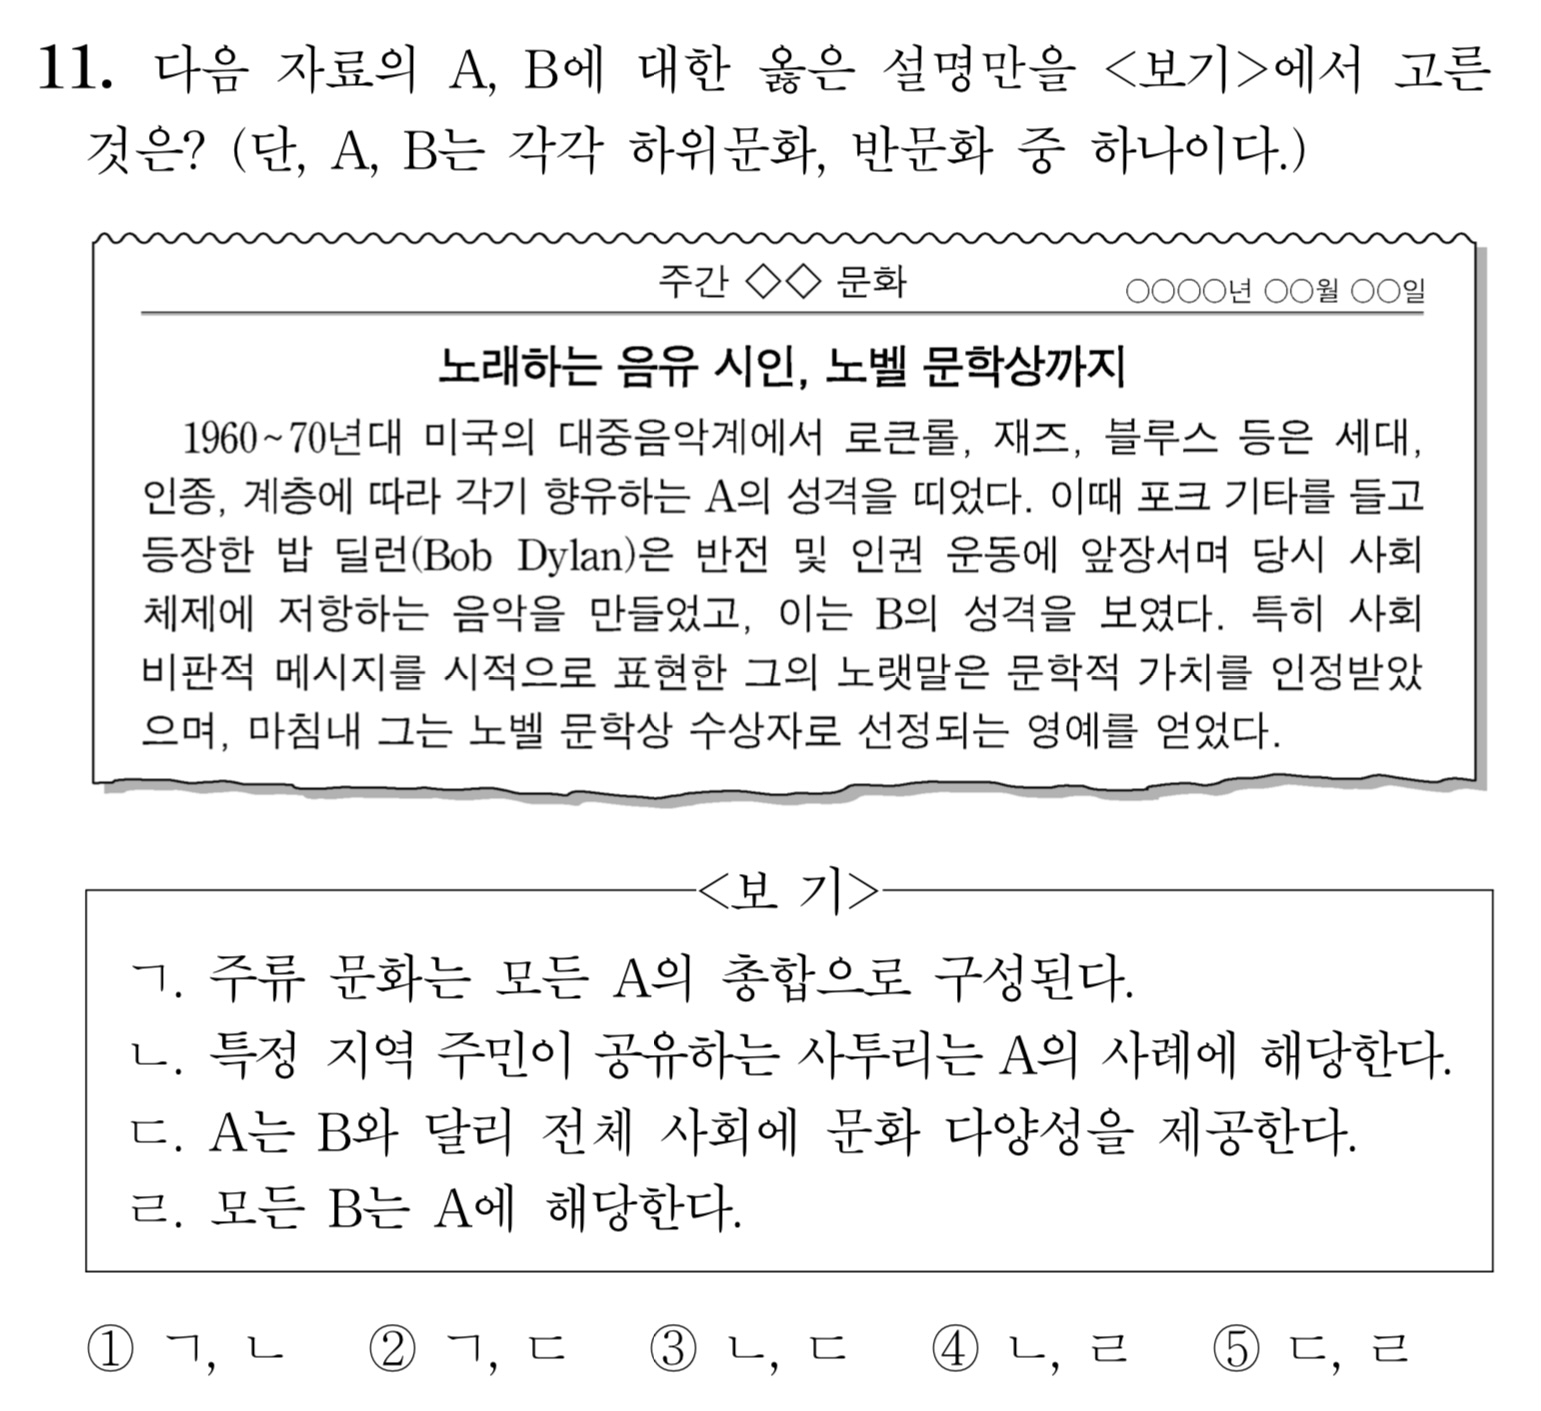 11. 다음 자료의 A, B에 대한 옳은 설명만을 <보기>에서 고른
것은? (단, A, B는 각각 하위문화, 반문화 중 하나이다.)
주간 ◇◇ 문화 ○○○○년 ○○월 ○○일
노래하는 음유 시인, 노벨 문학상까지
1960~70년대 미국의 대중음악계에서 로큰롤, 재즈, 블루스 등은 세대,
인종, 계층에 따라 각기 향유하는 A의 성격을 띠었다. 이때 포크 기타를 들고
등장한 밥 딜런(Bob Dylan)은 반전 및 인권 운동에 앞장서며 당시 사회
체제에 저항하는 음악을 만들었고, 이는 B의 성격을 보였다. 특히 사회
비판적 메시지를 시적으로 표현한 그의 노랫말은 문학적 가치를 인정받았
으며, 마침내 그는 노벨 문학상 수상자로 선정되는 영예를 얻었다.
<보 기>
ㄱ. 주류 문화는 모든 A의 총합으로 구성된다.
ㄴ. 특정 지역 주민이 공유하는 사투리는 A의 사례에 해당한다.
ㄷ. A는 B와 달리 전체 사회에 문화 다양성을 제공한다.
ㄹ. 모든 B는 A에 해당한다.
① ㄱ, ㄴ ② ㄱ, ㄷ ③ ㄴ, ㄷ ④ ㄴ, ㄹ ⑤ ㄷ, ㄹ